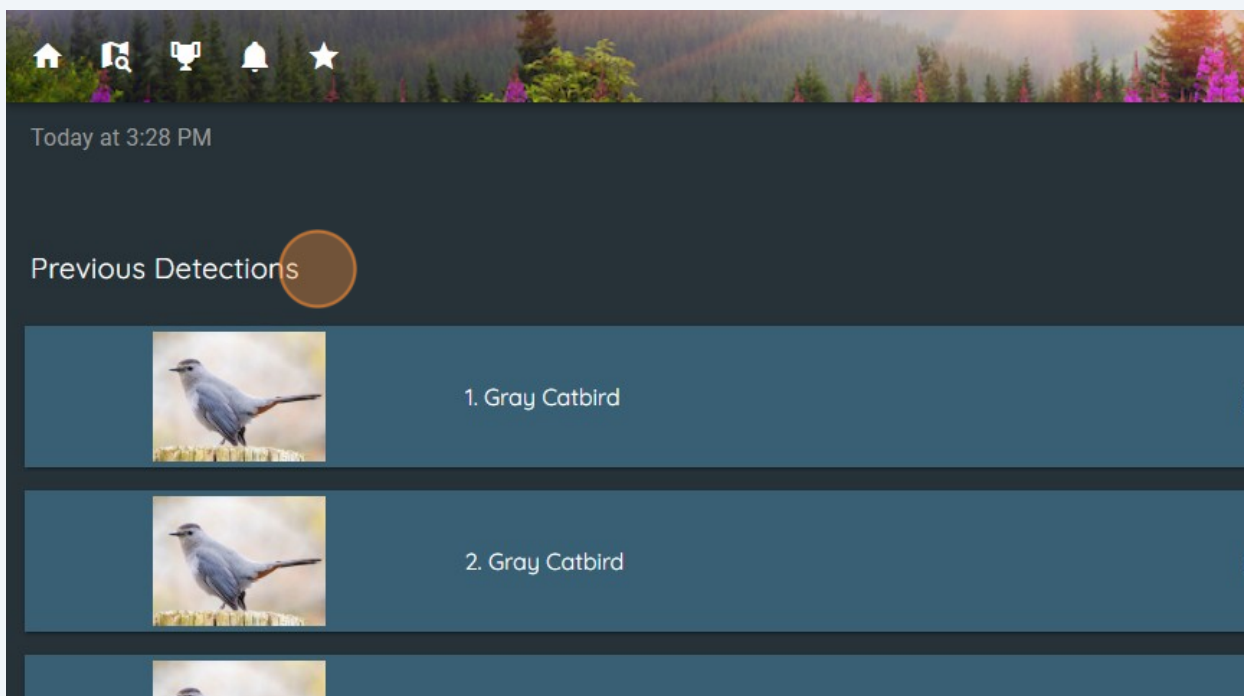 Today at 3:28 PM
Previous Detections
1. Gray Catbird
2. Gray Catbird